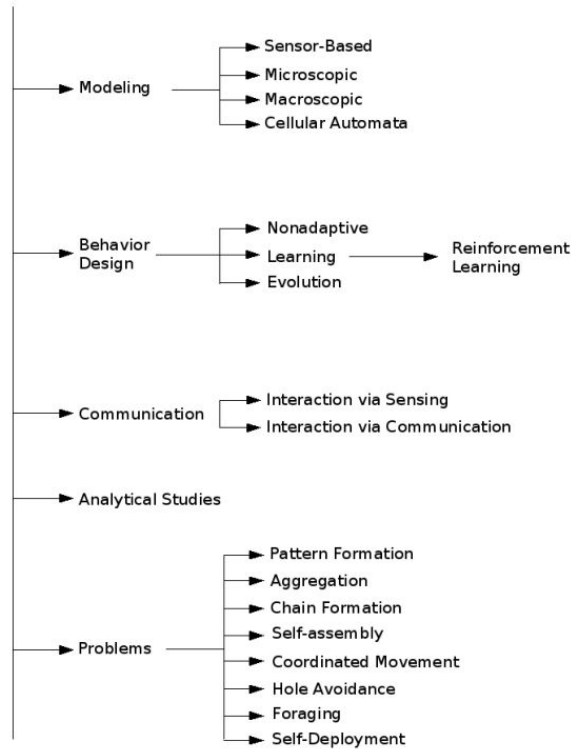 Sensor-Based
Modeling
Microscopic
Macroscopic
Cellular Automata
Behavior
Design
Nonadaptive
Learning
Evolution
Reinforcement
Learning
Communication
Interaction via Sensing
Interaction via Communication
Analytical Studies
Problems
Pattern Formation
Aggregation
Chain Formation
Self-assembly
Coordinated Movement
Hole Avoidance
Foraging
Self-Deployment